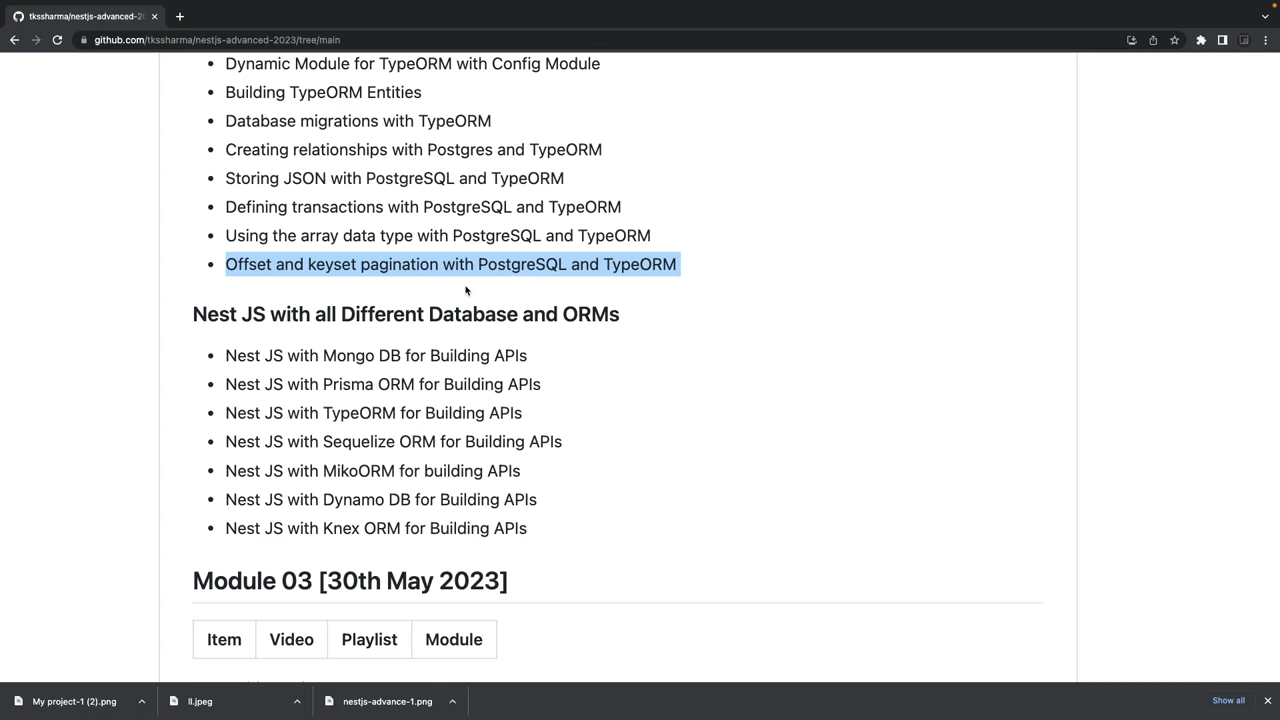 tkssharma/nestjs-advanced-20
github.com/tkssharma/nestjs-advanced-2023/tree/main
Dynamic Module for TypeORM with Config Module
Building TypeORM Entities
Database migrations with TypeORM
Creating relationships with Postgres and TypeORM
Storing JSON with PostgreSQL and TypeORM
Defining transactions with PostgreSQL and TypeORM
Using the array data type with PostgreSQL and TypeORM
Offset and keyset pagination with PostgreSQL and TypeORM
Nest JS with all Different Database and ORMs
Nest JS with Mongo DB for Building APIs
Nest JS with Prisma ORM for Building APIs
Nest JS with TypeORM for Building APIs
Nest JS with Sequelize ORM for Building APIs
Nest JS with MikoORM for building APIs
Nest JS with Dynamo DB for Building APIs
Nest JS with Knex ORM for Building APIs
Module 03 [30th May 2023]
Item Video Playlist Module
My project-1 (2).png ll.jpeg nestjs-advance-1.png Show all